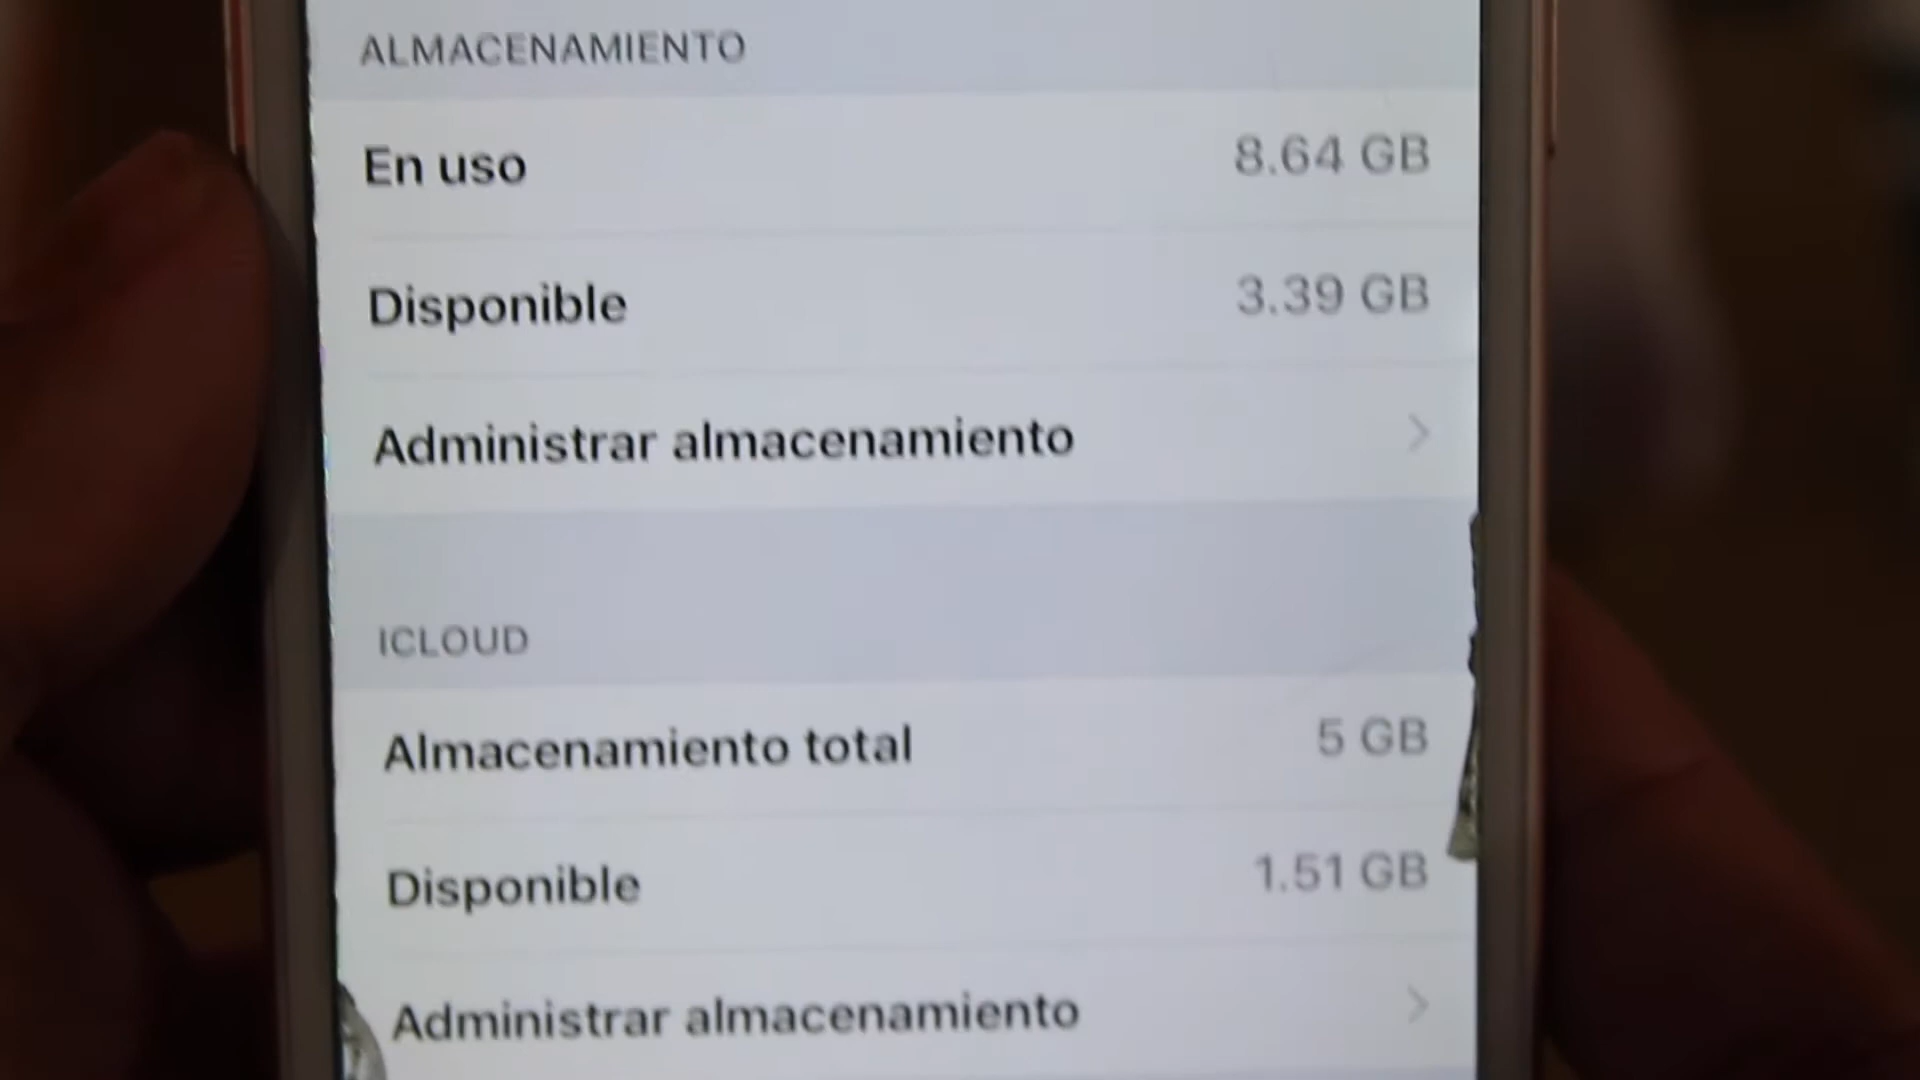 ALMACENAMIENTO
En uso 8.64 GB
Disponible 3.39 GB
Administrar almacenamiento
ICLOUD
Almacenamiento total 5 GB
Disponible 1.51 GB
Administrar almacenamiento